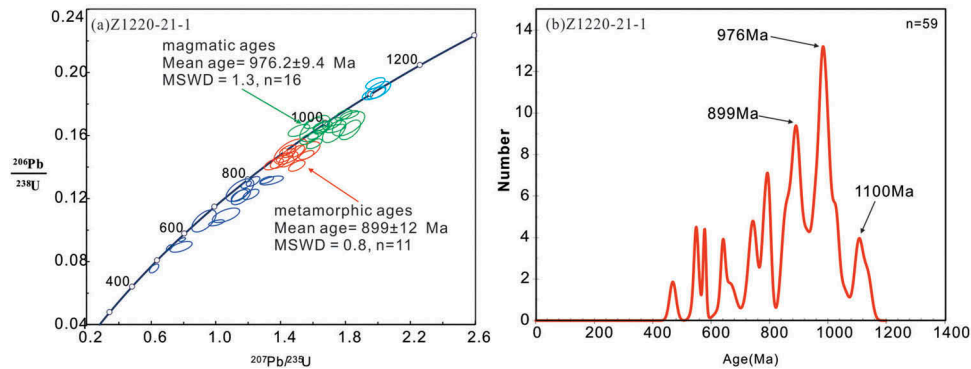 (a)Z1220-21-1
magmatic ages
Mean age= 976.2±9.4 Ma
MSWD = 1.3, n=16
1200
1000
800
600
400
metamorphic ages
Mean age= 899±12 Ma
MSWD = 0.8, n=11
0.24
0.20
0.16
0.12
0.08
0.04
206Pb
238U
0.2 0.6 1.0 1.4 1.8 2.2 2.6
207Pb/235U
(b)Z1220-21-1
n=59
976Ma
899Ma
1100Ma
Number
14
12
10
8
6
4
2
0
0 200 400 600 800 1000 1200 1400
Age(Ma)